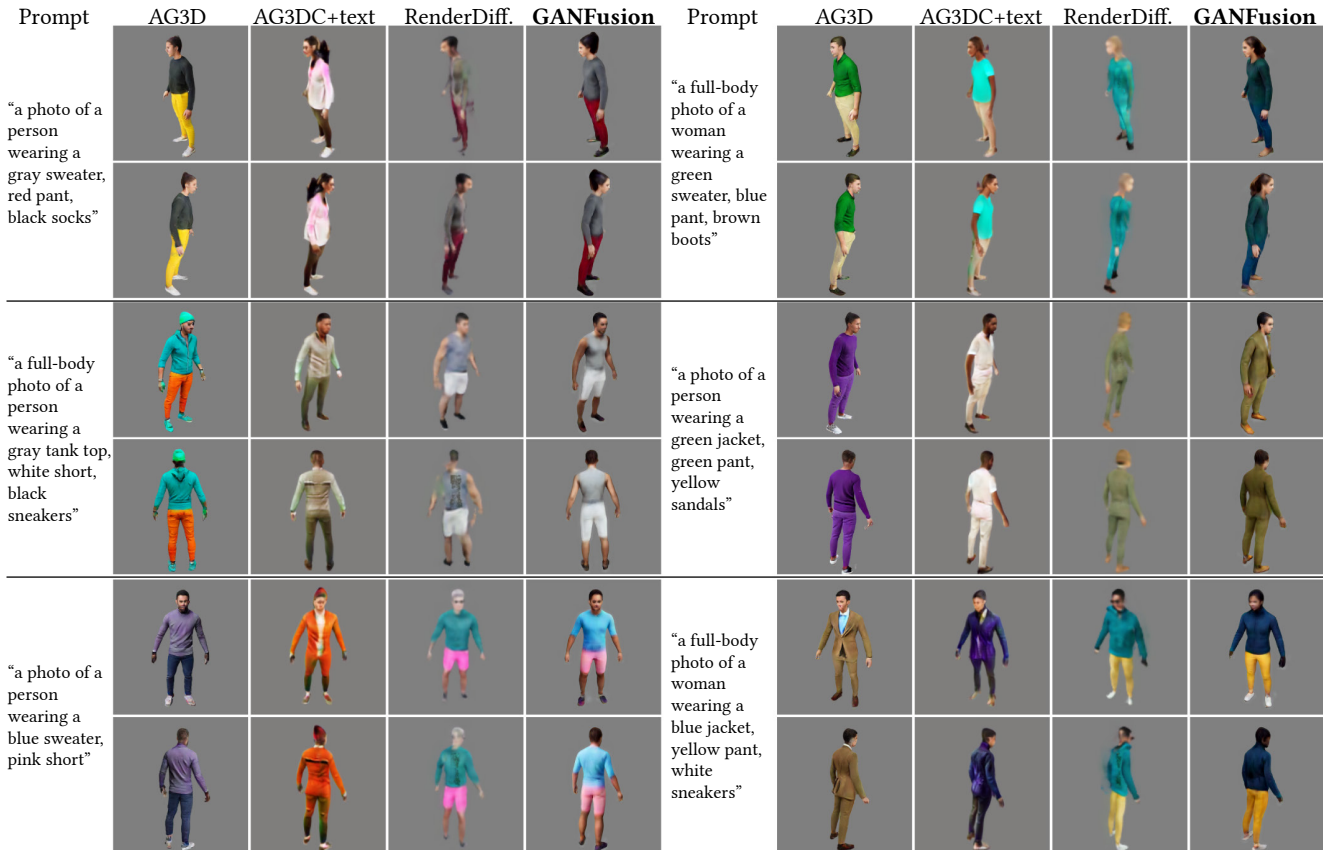 Prompt AG3D AG3DC+text RenderDiff. GANFusion Prompt AG3D AG3DC+text RenderDiff. GANFusion
“a photo of a
person
wearing a
gray sweater,
red pant,
black socks”
“a full-body
photo of a
woman
wearing a
green
sweater, blue
pant, brown
boots”
“a full-body
photo of a
person
wearing a
gray tank top,
white short,
black
sneakers”
“a photo of a
person
wearing a
green jacket,
green pant,
yellow
sandals”
“a photo of a
person
wearing a
blue sweater,
pink short”
“a full-body
photo of a
woman
wearing a
blue jacket,
yellow pant,
white
sneakers”